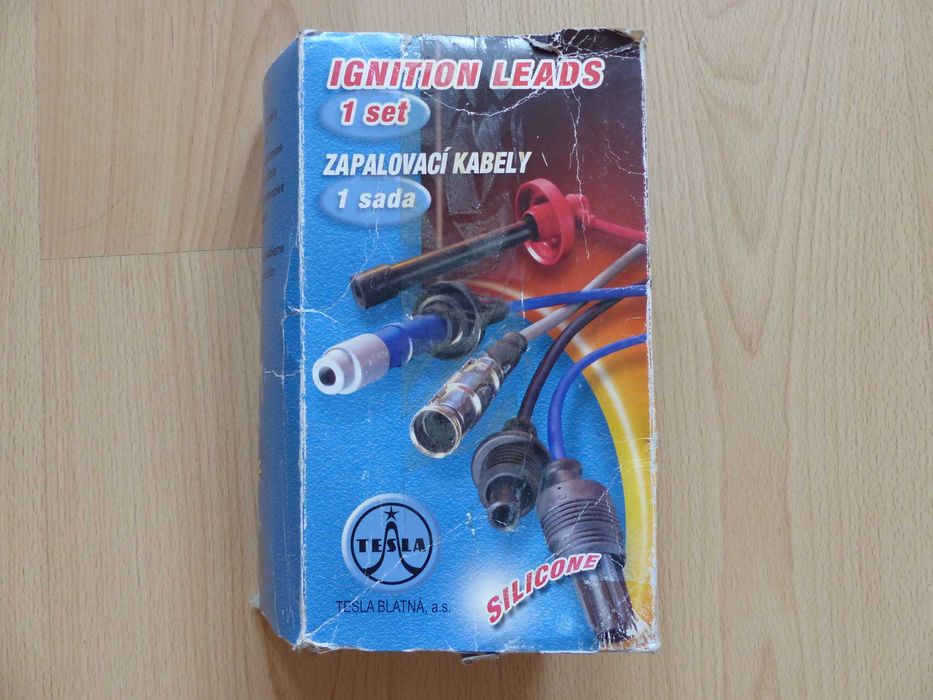 IGNITION LEADS
1 set
ZAPALOVACÍ KABELY
1 sada
TESLA
TESLA BLATNÁ, a.s.
SILICONE